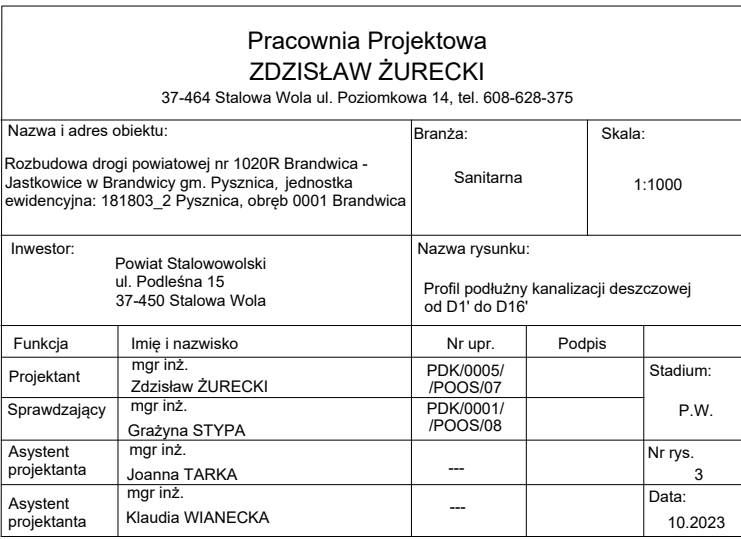 Pracownia Projektowa
ZDZISŁAW ŻURECKI
37-464 Stalowa Wola ul. Poziomkowa 14, tel. 608-628-375
Nazwa i adres obiektu:
Rozbudowa drogi powiatowej nr 1020R Brandwica -
Jastkowice w Brandwicy gm. Pysznica, jednostka
ewidencyjna: 181803_2 Pysznica, obręb 0001 Brandwica
Branża:
Sanitarna
Skala:
1:1000
Inwestor:
Powiat Stalowowolski
ul. Podleśna 15
37-450 Stalowa Wola
Nazwa rysunku:
Profil podłużny kanalizacji deszczowej
od D1' do D16'
Funkcja
Imię i nazwisko
Nr upr.
Podpis
Projektant
mgr inż.
Zdzisław ŻURECKI
PDK/0005/
/POOS/07
Stadium:
P.W.
Sprawdzający
mgr inż.
Grażyna STYPA
PDK/0001/
/POOS/08
Asystent
projektanta
mgr inż.
Joanna TARKA
---
Nr rys.
3
Asystent
projektanta
mgr inż.
Klaudia WIANECKA
---
Data:
10.2023